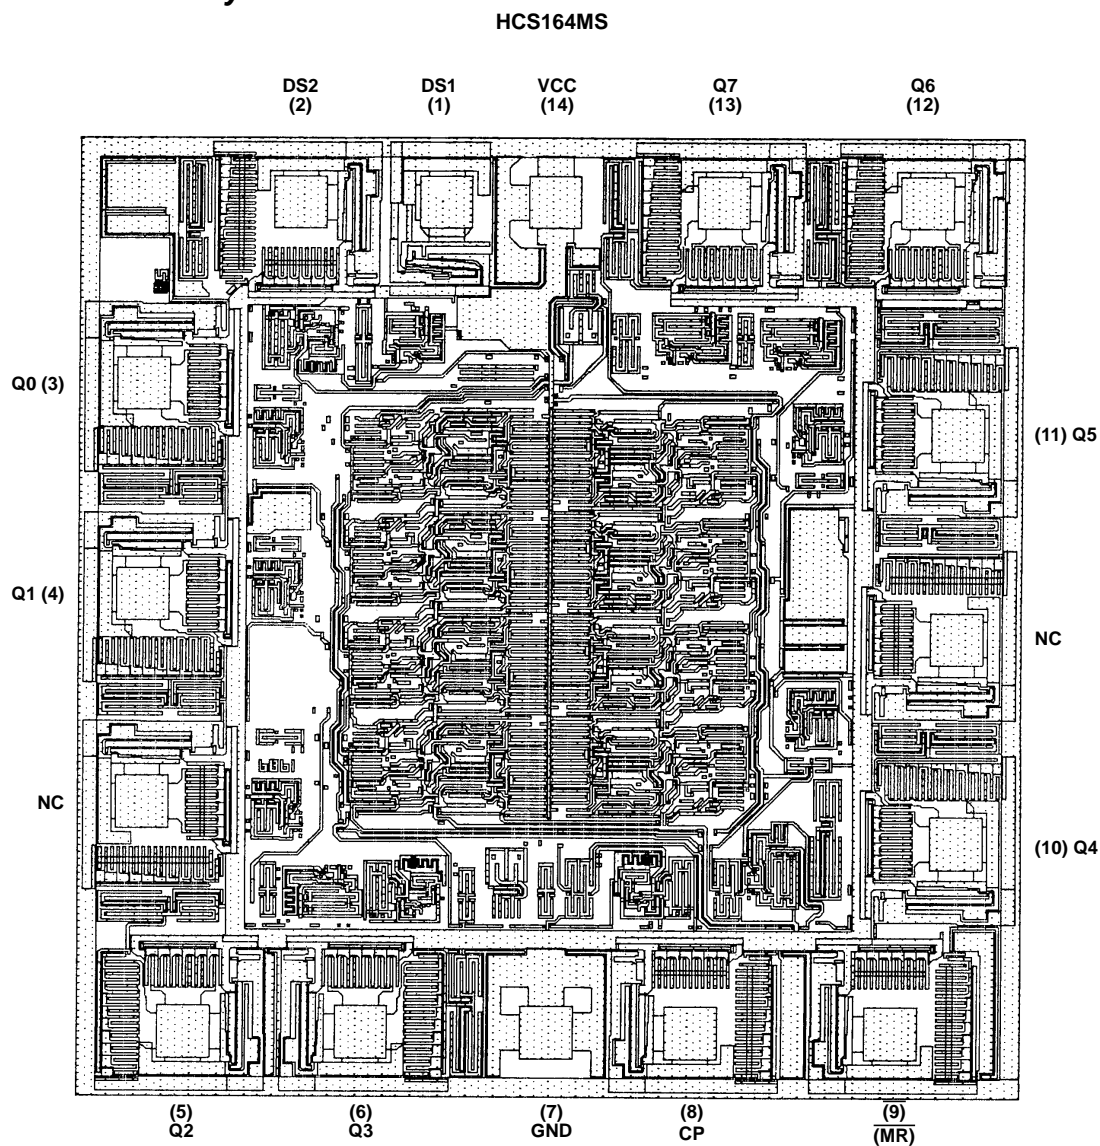 HCS164MS
DS2
(2)
DS1
(1)
VCC
(14)
Q7
(13)
Q6
(12)
Q0 (3)
(11) Q5
Q1 (4)
NC
NC
(10) Q4
(5)
Q2
(6)
Q3
(7)
GND
(8)
CP
(9)
(MR)